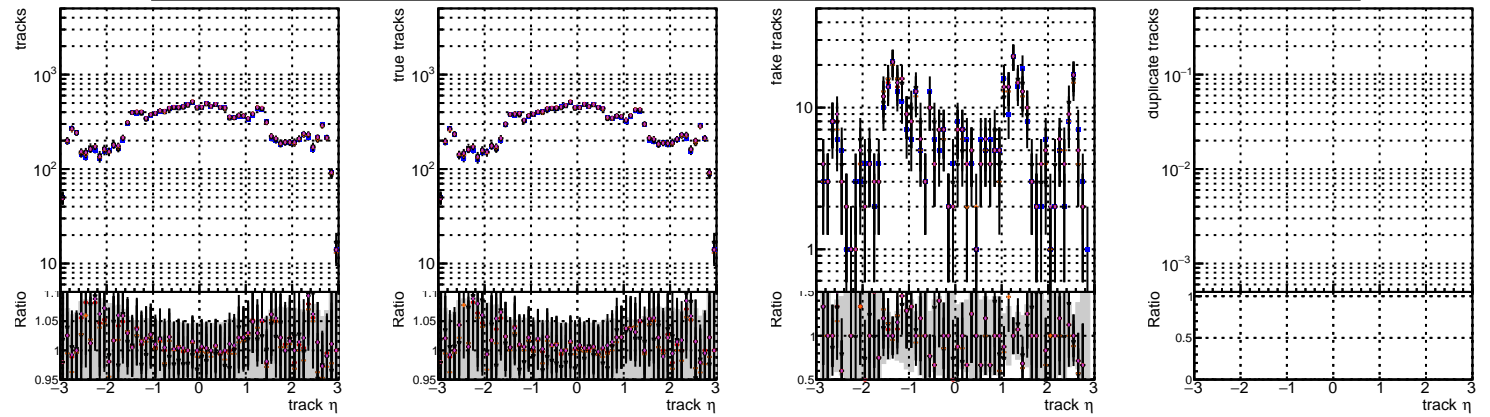 tracks
10³
10²
10
Ratio
1.1
1.05
1
0.95
−3 −2 −1 0 1 2 3
track η
true tracks
10³
10²
10
Ratio
1.1
1.05
1
0.95
−3 −2 −1 0 1 2 3
track η
fake tracks
10
1
Ratio
1.5
1
0.5
−3 −2 −1 0 1 2 3
track η
duplicate tracks
10⁻¹
10⁻²
10⁻³
Ratio
1
0.5
0
−3 −2 −1 0 1 2 3
track η